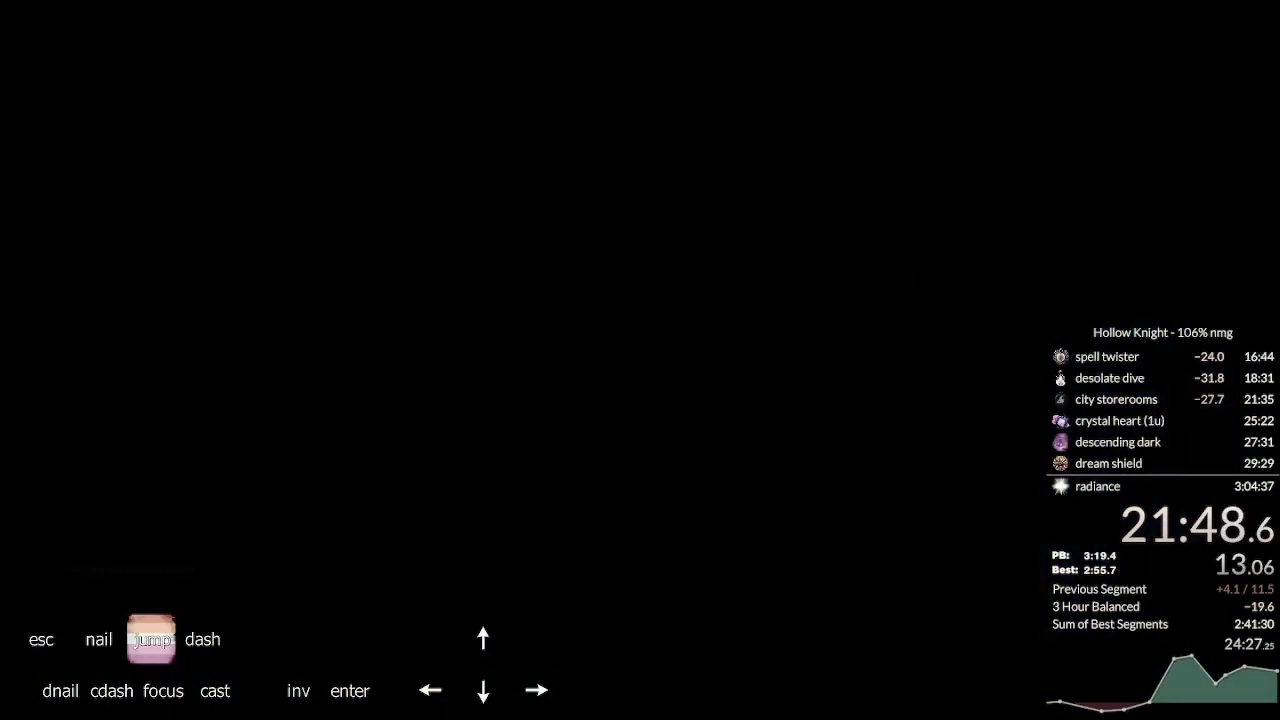 Hollow Knight - 106% nmg
spell twister −24.0 16:44
desolate dive −31.8 18:31
city storerooms −27.7 21:35
crystal heart (1u) 25:22
descending dark 27:31
dream shield 29:29
radiance 3:04:37
21:48.6
PB: 3:19.4
Best: 2:55.7
13.06
Previous Segment +4.1 / 11.5
3 Hour Balanced −19.6
Sum of Best Segments 2:41:30
24:27.25
esc nail jump dash
dnail cdash focus cast inv enter